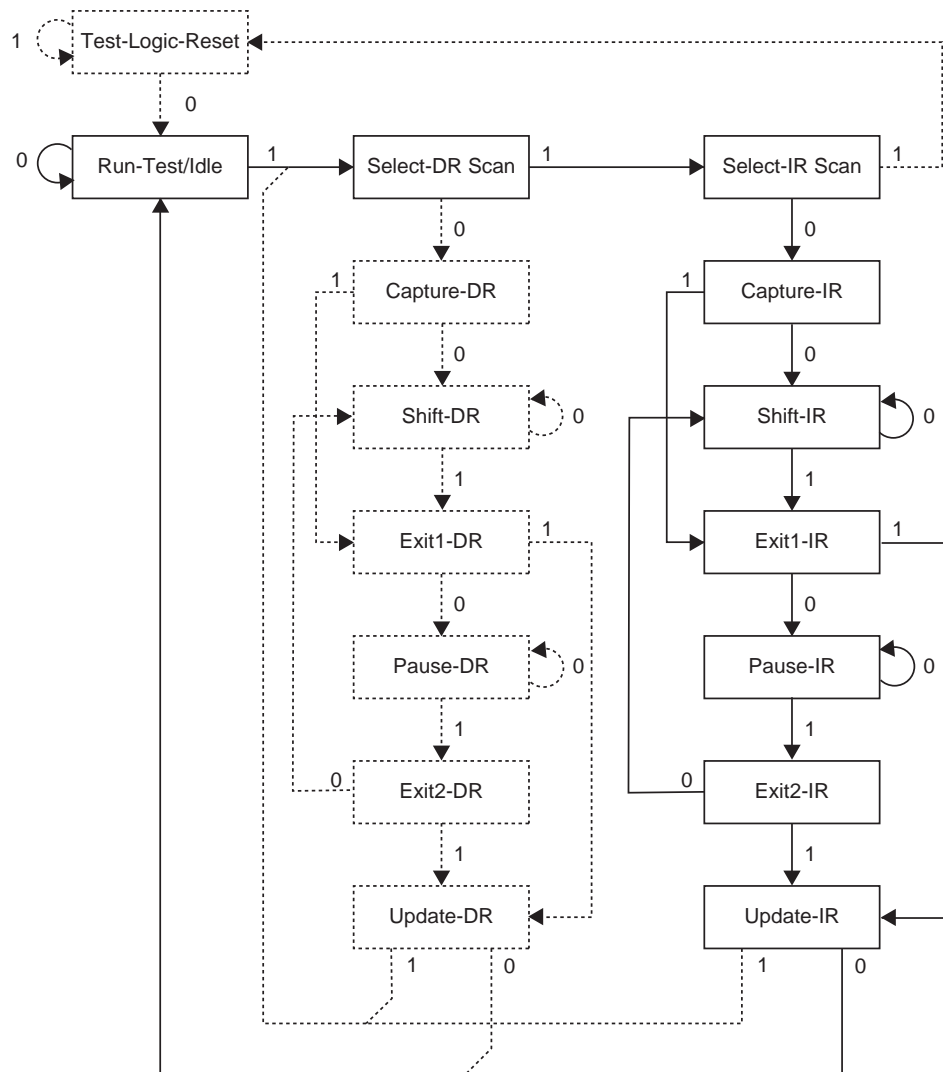 1 Test-Logic-Reset
0
0 Run-Test/Idle 1 Select-DR Scan 1 Select-IR Scan 1
0 0
1 Capture-DR 1 Capture-IR
0 0
Shift-DR 0 Shift-IR 0
1 1
Exit1-DR 1 Exit1-IR 1
0 0
Pause-DR 0 Pause-IR 0
1 1
0 Exit2-DR 0 Exit2-IR
1 1
Update-DR Update-IR
1 0 1 0